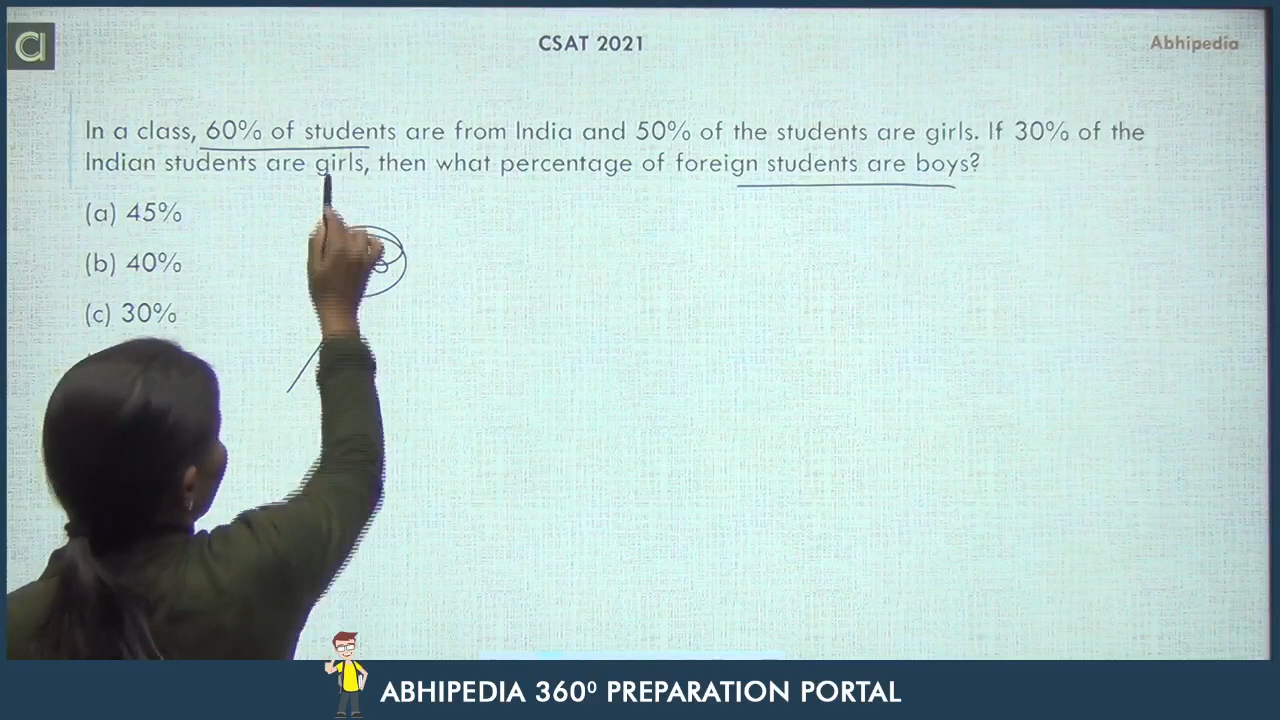 CSAT 2021
Abhipedia
In a class, 60% of students are from India and 50% of the students are girls. If 30% of the
Indian students are girls, then what percentage of foreign students are boys?
(a) 45%
(b) 40%
(c) 30%
ABHIPEDIA 360⁰ PREPARATION PORTAL